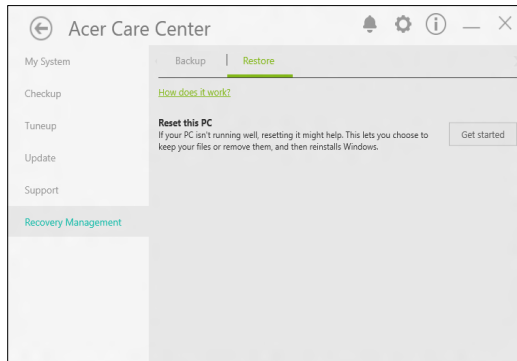 Acer Care Center
My System
Checkup
Tuneup
Update
Support
Recovery Management
Backup | Restore
How does it work?
Reset this PC
If your PC isn't running well, resetting it might help. This lets you choose to
keep your files or remove them, and then reinstalls Windows.
Get started